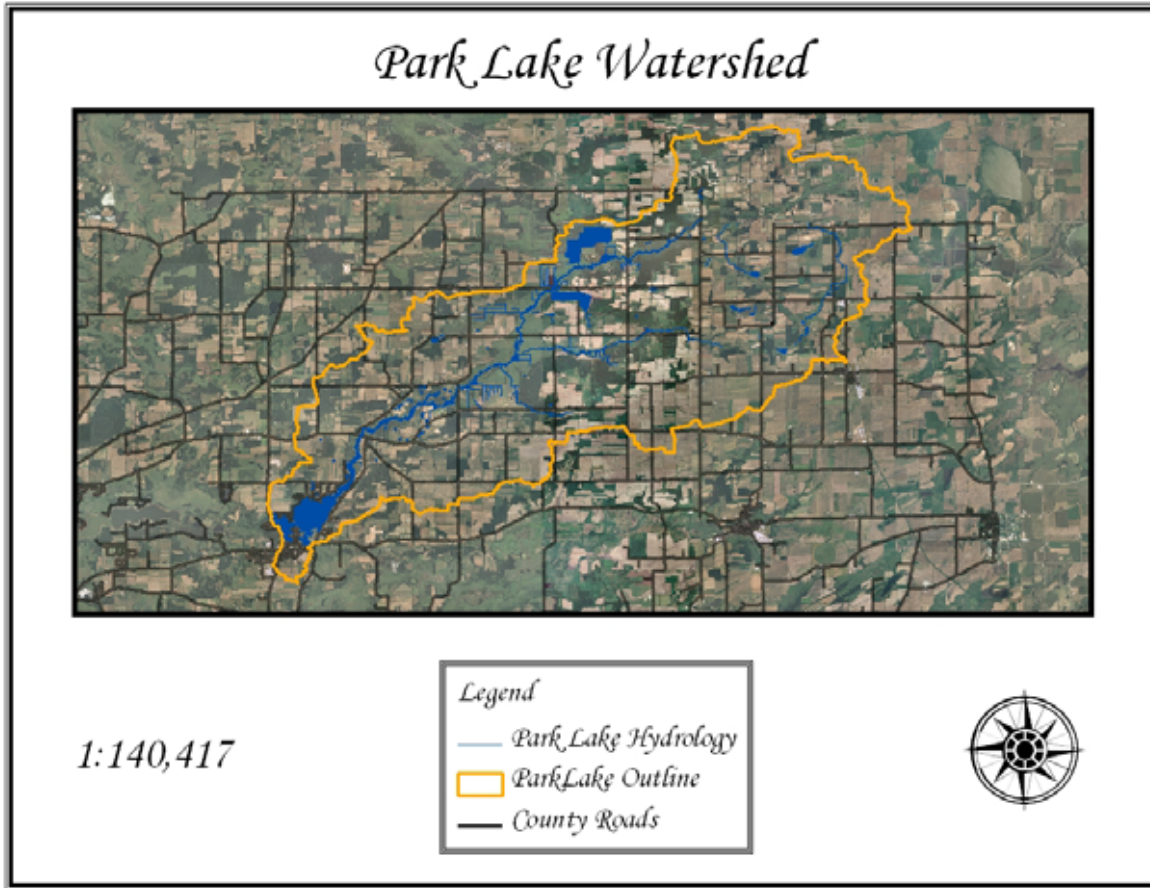 Park Lake Watershed
1:140,417
Legend
Park Lake Hydrology
ParkLake Outline
County Roads